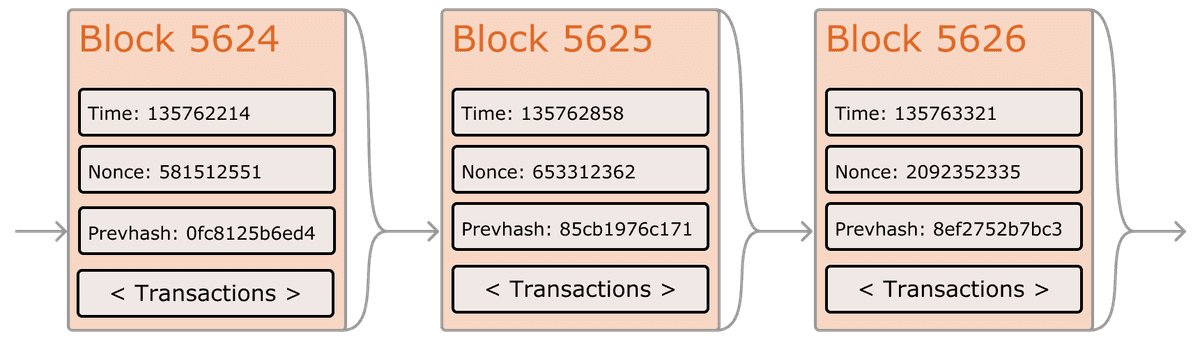 Block 5624
Time: 135762214
Nonce: 581512551
Prevhash: 0fc8125b6ed4
< Transactions >
Block 5625
Time: 135762858
Nonce: 653312362
Prevhash: 85cb1976c171
< Transactions >
Block 5626
Time: 135763321
Nonce: 2092352335
Prevhash: 8ef2752b7bc3
< Transactions >